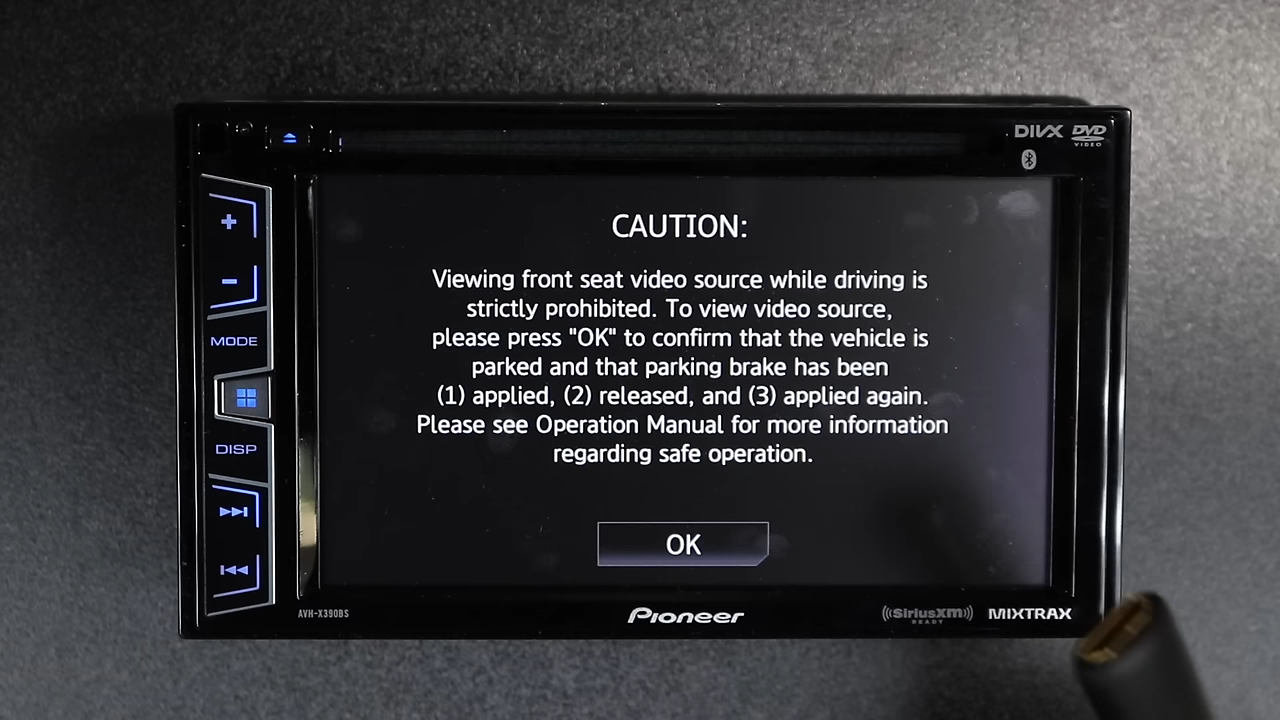 DIVX DVD
VIDEO
+
CAUTION:
Viewing front seat video source while driving is
strictly prohibited. To view video source,
please press "OK" to confirm that the vehicle is
parked and that parking brake has been
(1) applied, (2) released, and (3) applied again.
Please see Operation Manual for more information
regarding safe operation.
OK
-
MODE
DISP
AVH-X390BS
Pioneer
((SiriusXM))
READY
MIXTRAX